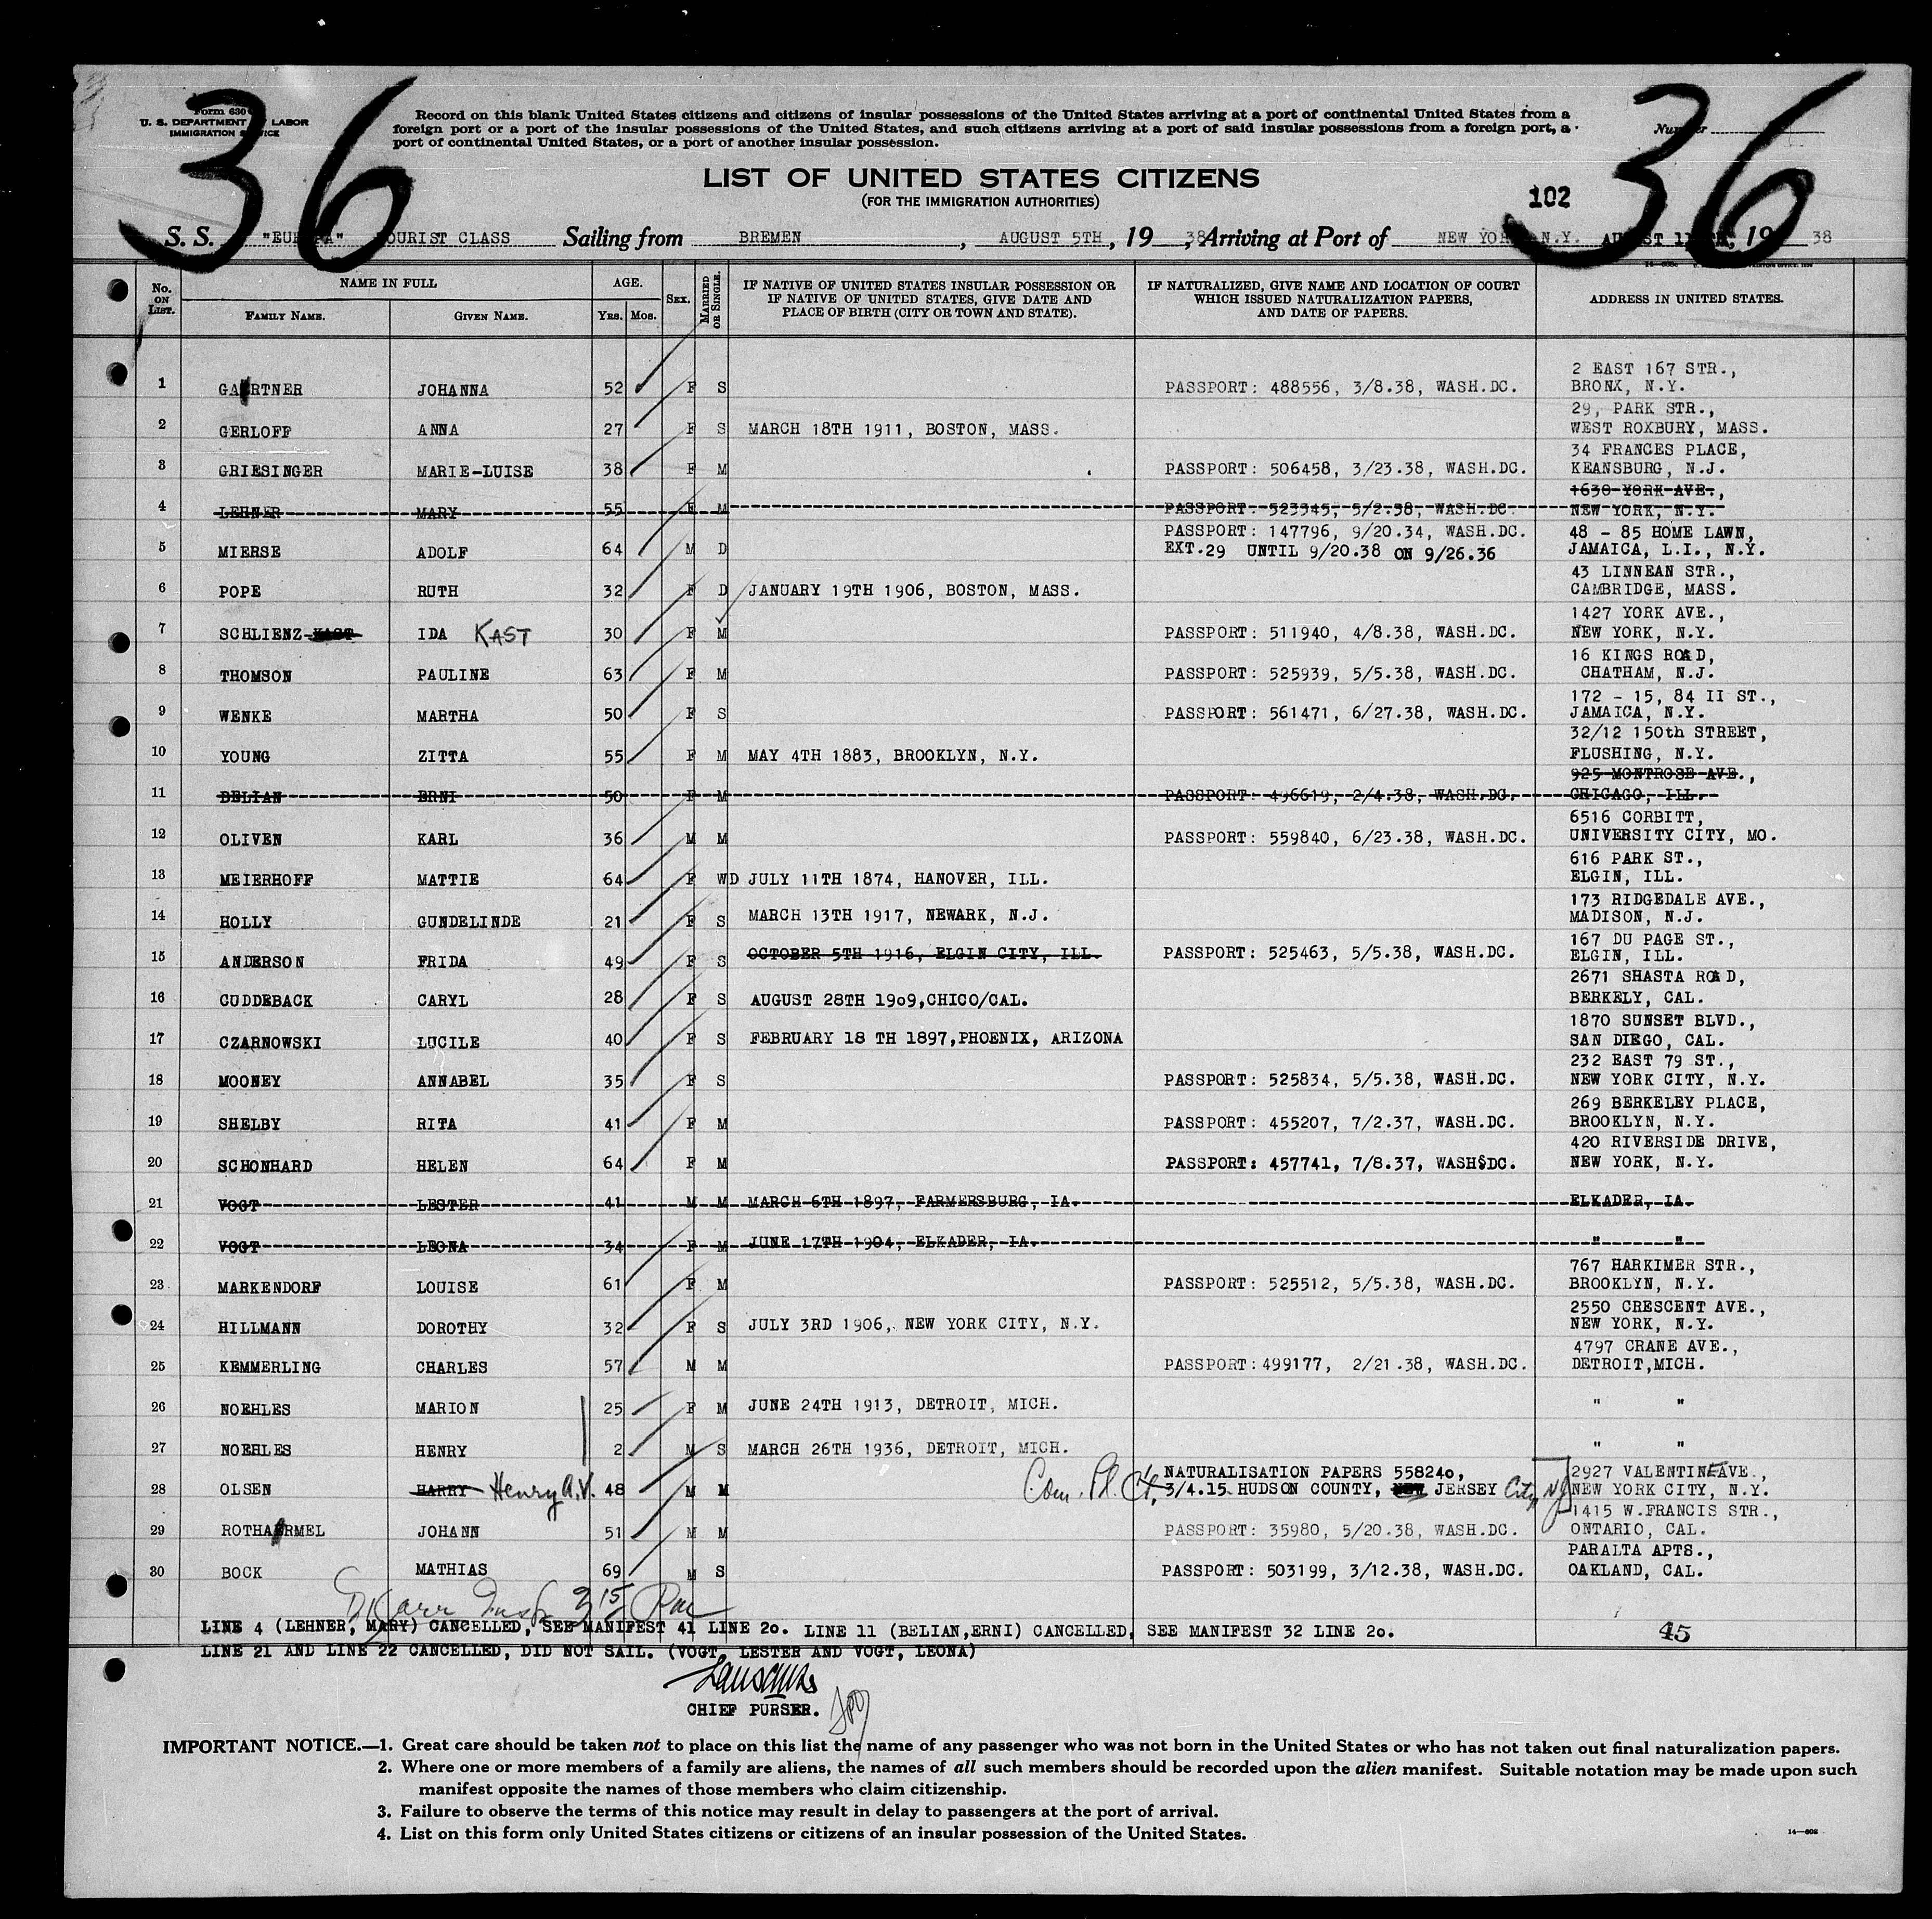 36
36
Form 630
U. S. DEPARTMENT LABOR
IMMIGRATION
Record on this blank United States citizens and citizens of insular possessions of the United States arriving at a port of continental United States from a
foreign port or a port of the insular possessions of the United States, and such citizens arriving at a port of said insular possessions from a foreign port, a
port of continental United States, or a port of another insular possession.
LIST OF UNITED STATES CITIZENS
(FOR THE IMMIGRATION AUTHORITIES)
102
S. S. TOURIST CLASS Sailing from BREMEN, AUGUST 5TH, 19 38, Arriving at Port of NEW YORK N.Y. 19 38
No. ON LIST. NAME IN FULL AGE. SEX. MARRIED OR SINGLE. IF NATIVE OF UNITED STATES INSULAR POSSESSION OR IF NATIVE OF UNITED STATES, GIVE DATE AND PLACE OF BIRTH (CITY OR TOWN AND STATE). IF NATURALIZED, GIVE NAME AND LOCATION OF COURT WHICH ISSUED NATURALIZATION PAPERS, AND DATE OF PAPERS. ADDRESS IN UNITED STATES.
FAMILY NAME. GIVEN NAME. YRS. MOS.
2 EAST 167 STR.,
1 GAERTNER JOHANNA 52 F S PASSPORT: 488556, 3/8.38, WASH.DC. BRONX, N.Y.
29, PARK STR.,
2 GERLOFF ANNA 27 F S MARCH 18TH 1911, BOSTON, MASS. WEST ROXBURY, MASS.
34 FRANCES PLACE,
3 GRIESINGER MARIE-LUISE 38 F M PASSPORT: 506458, 3/23.38, WASH.DC. KEANSBURG, N.J.
1630 YORK AVE.,
4 LEHNER MARY 55 F M PASSPORT: 523345, 5/2.38, WASH.DC. NEW YORK, N.Y.
PASSPORT: 147796, 9/20.34, WASH.DC. 48 - 85 HOME LAWN,
5 MIERSE ADOLF 64 M D EXT.29 UNTIL 9/20.38 ON 9/26.36 JAMAICA, L.I., N.Y.
43 LINNEAN STR.,
6 POPE RUTH 32 F D JANUARY 19TH 1906, BOSTON, MASS. CAMBRIDGE, MASS.
1427 YORK AVE.,
7 SCHLIENZ-KAST IDA KAST 30 F M PASSPORT: 511940, 4/8.38, WASH.DC. NEW YORK, N.Y.
16 KINGS ROAD,
8 THOMSON PAULINE 63 F M PASSPORT: 525939, 5/5.38, WASH.DC. CHATHAM, N.J.
172 - 15, 84 II ST.,
9 WENKE MARTHA 50 F S PASSPORT: 561471, 6/27.38, WASH.DC. JAMAICA, N.Y.
32/12 150th STREET,
10 YOUNG ZITTA 55 F M MAY 4TH 1883, BROOKLYN, N.Y. FLUSHING, N.Y.
925 MONTROSE AVE.,
11 BELIAN ERNI 50 F M PASSPORT: 496619, 2/4.38, WASH.DC. CHICAGO, ILL.
6516 CORBITT,
12 OLIVEN KARL 36 M M PASSPORT: 559840, 6/23.38, WASH.DC. UNIVERSITY CITY, MO.
616 PARK ST.,
13 MEIERHOFF MATTIE 64 F WD JULY 11TH 1874, HANOVER, ILL. ELGIN, ILL.
173 RIDGEDALE AVE.,
14 HOLLY GUNDELINDE 21 F S MARCH 13TH 1917, NEWARK, N.J. MADISON, N.J.
167 DU PAGE ST.,
15 ANDERSON FRIDA 49 F S OCTOBER 5TH 1916, ELGIN CITY, ILL. PASSPORT: 525463, 5/5.38, WASH.DC. ELGIN, ILL.
2671 SHASTA ROAD,
16 CUDDEBACK CARYL 28 F S AUGUST 28TH 1909,CHICO/CAL. BERKELY, CAL.
1870 SUNSET BLVD.,
17 CZARNOWSKI LUCILE 40 F S FEBRUARY 18 TH 1897,PHOENIX, ARIZONA SAN DIEGO, CAL.
232 EAST 79 ST.,
18 MOONEY ANNABEL 35 F S PASSPORT: 525834, 5/5.38, WASH.DC. NEW YORK CITY, N.Y.
269 BERKELEY PLACE,
19 SHELBY RITA 41 F M PASSPORT: 455207, 7/2.37, WASH.DC. BROOKLYN, N.Y.
420 RIVERSIDE DRIVE,
20 SCHONHARD HELEN 64 F M PASSPORT: 457741, 7/8.37, WASH§DC. NEW YORK, N.Y.
21 VOGT LESTER 41 M M MARCH 6TH 1897, FARMERSBURG, IA. ELKADER, IA.
22 VOGT LEONA 34 F M JUNE 17TH 1904, ELKADER, IA. " "
767 HARKIMER STR.,
23 MARKENDORF LOUISE 61 F M PASSPORT: 525512, 5/5.38, WASH.DC. BROOKLYN, N.Y.
2550 CRESCENT AVE.,
24 HILLMANN DOROTHY 32 F S JULY 3RD 1906, NEW YORK CITY, N.Y. NEW YORK, N.Y.
4797 CRANE AVE.,
25 KEMMERLING CHARLES 57 M M PASSPORT:499177, 2/21.38, WASH.DC. DETROIT,MICH.
26 NOEHLES MARION 25 F M JUNE 24TH 1913, DETROIT, MICH. " "
27 NOEHLES HENRY 2 M S MARCH 26TH 1936, DETROIT, MICH. " "
NATURALISATION PAPERS 558240, 2927 VALENTINE AVE.,
28 OLSEN HARRY Henry A.V. 48 M M Com. Pl. Ct, 3/4.15 HUDSON COUNTY, NEW JERSEY City NJ NEW YORK CITY, N.Y.
1415 W.FRANCIS STR.,
29 ROTHAERMEL JOHANN 51 M M PASSPORT: 35980, 5/20.38, WASH.DC. ONTARIO, CAL.
PARALTA APTS.,
30 BOCK MATHIAS 69 M S PASSPORT: 503199, 3/12.38, WASH.DC. OAKLAND, CAL.
LINE 4 (LEHNER, MARY) CANCELLED, SEE MANIFEST 41 LINE 20. LINE 11 (BELIAN,ERNI) CANCELLED, SEE MANIFEST 32 LINE 20. 45
LINE 21 AND LINE 22 CANCELLED, DID NOT SAIL. (VOGT, LESTER AND VOGT, LEONA)
CHIEF PURSER.
IMPORTANT NOTICE.—1. Great care should be taken not to place on this list the name of any passenger who was not born in the United States or who has not taken out final naturalization papers.
2. Where one or more members of a family are aliens, the names of all such members should be recorded upon the alien manifest. Suitable notation may be made upon such
manifest opposite the names of those members who claim citizenship.
3. Failure to observe the terms of this notice may result in delay to passengers at the port of arrival.
4. List on this form only United States citizens or citizens of an insular possession of the United States.
14—602